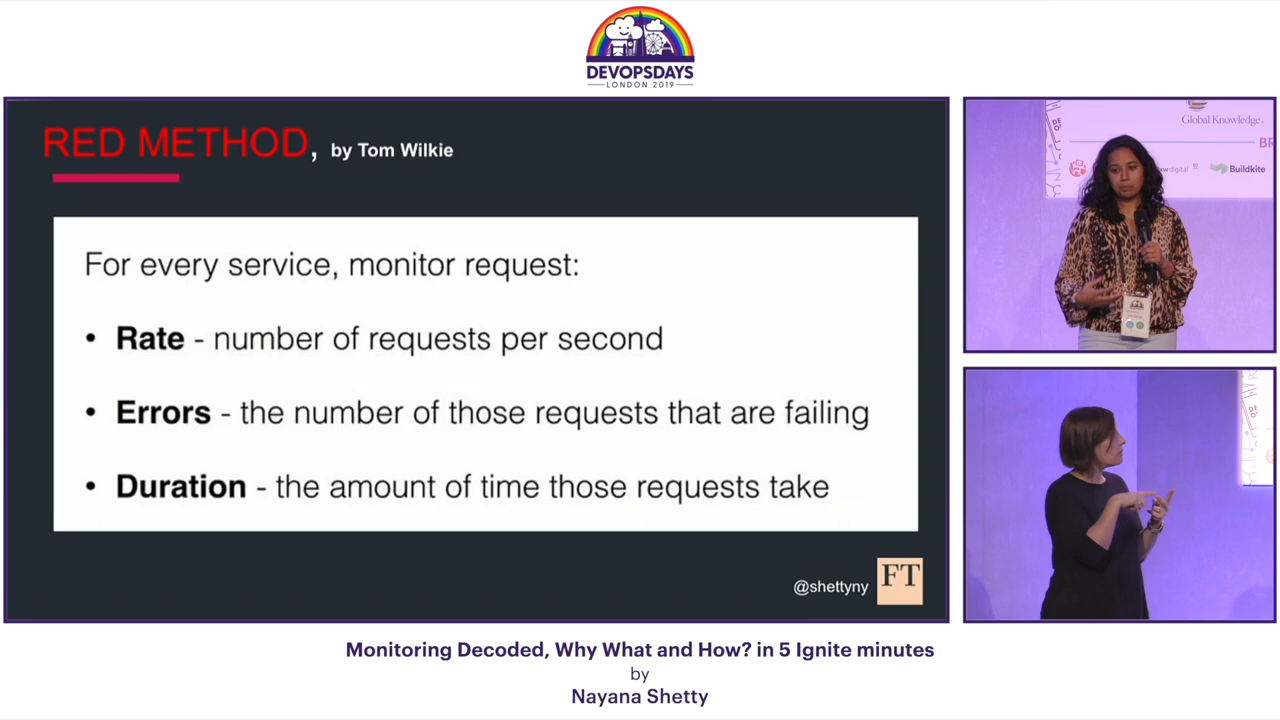 DEVOPSDAYS
LONDON 2019
RED METHOD, by Tom Wilkie
For every service, monitor request:
• Rate - number of requests per second
• Errors - the number of those requests that are failing
• Duration - the amount of time those requests take
@shettyny FT
Global Knowledge.
BR
Buildkite
Monitoring Decoded, Why What and How? in 5 Ignite minutes
by
Nayana Shetty